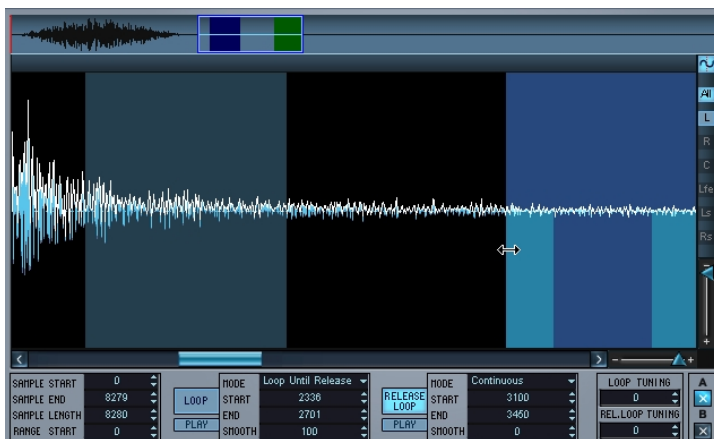 All
L
R
C
Lfe
Ls
Rs
SAMPLE START 0
SAMPLE END 8279
SAMPLE LENGTH 8280
RANGE START 0
LOOP
PLAY
MODE Loop Until Release
START 2336
END 2701
SMOOTH 100
RELEASE LOOP
PLAY
MODE Continuous
START 3100
END 3450
SMOOTH 0
LOOP TUNING
0
REL.LOOP TUNING
0
A
B